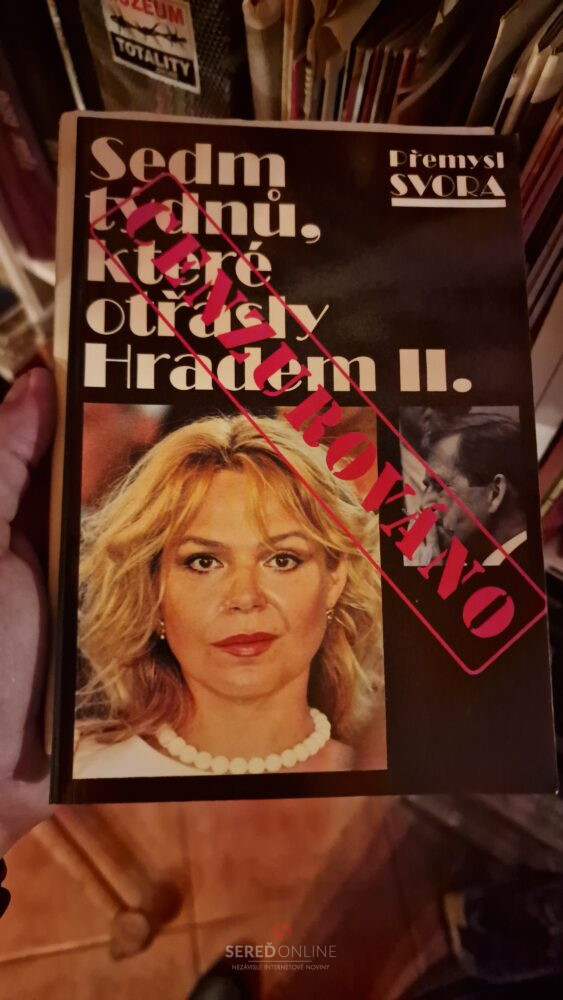 MUZEUM
TOTALITY
Sedm
týdnů,
které
otřásly
Hradem II.
Přemysl
SVORA
CENZUROVÁNO
SEREĎONLINE
NEZÁVISLÉ INTERNETOVÉ NOVINY